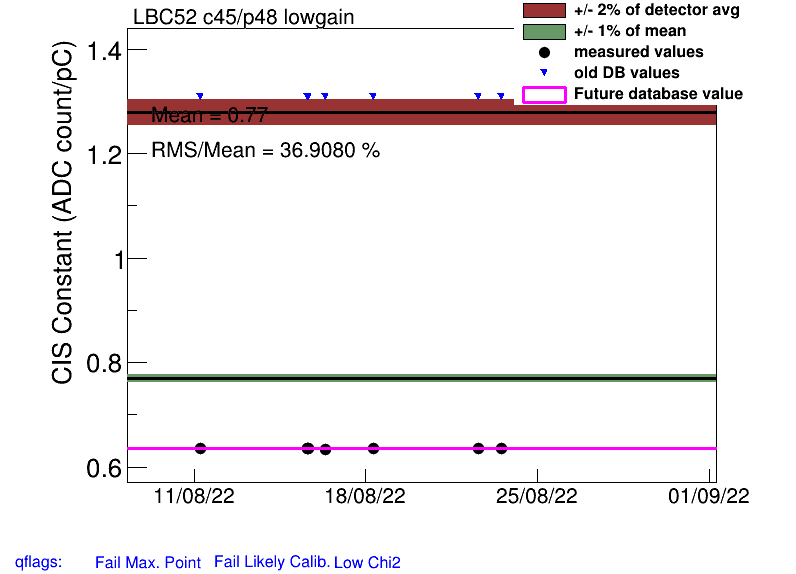 LBC52 c45/p48 lowgain
+/- 2% of detector avg
+/- 1% of mean
measured values
old DB values
Future database value
CIS Constant (ADC count/pC)
1.4
1.2
1
0.8
0.6
Mean = 0.77
RMS/Mean = 36.9080 %
11/08/22 18/08/22 25/08/22 01/09/22
qflags: Fail Max. Point Fail Likely Calib. Low Chi2